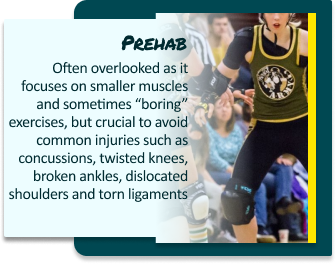 Prehab
Often overlooked as it
focuses on smaller muscles
and sometimes “boring”
exercises, but crucial to avoid
common injuries such as
concussions, twisted knees,
broken ankles, dislocated
shoulders and torn ligaments